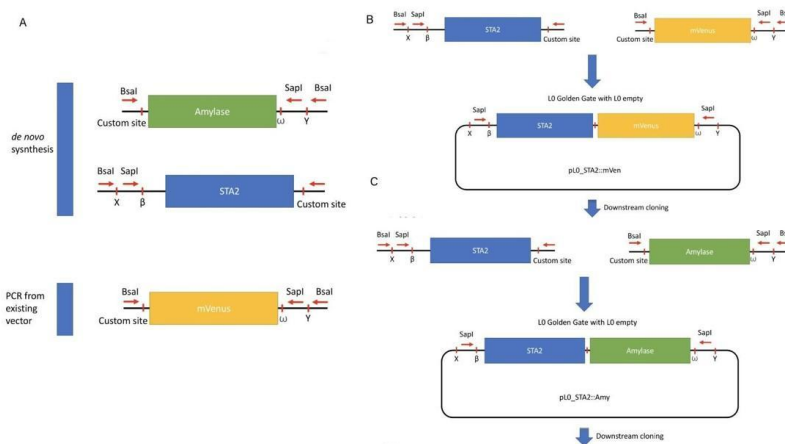 A
BsaI
SapI
BsaI
Amylase
Custom site
ω
Y
de novo
sysnthesis
BsaI
SapI
STA2
X
β
Custom site
PCR from
existing
vector
BsaI
SapI
BsaI
mVenus
Custom site
ω
Y
B
BsaI
SapI
STA2
X
β
Custom site
BsaI
SapI
Bs
mVenus
Custom site
ω
Y
L0 Golden Gate with L0 empty
SapI
SapI
STA2
mVenus
X
β
ω
Y
pL0_STA2::mVen
Downstream cloning
C
BsaI
SapI
STA2
X
β
Custom site
BsaI
SapI
Bs
Amylase
Custom site
ω
Y
L0 Golden Gate with L0 empty
SapI
SapI
STA2
Amylase
X
β
ω
Y
pL0_STA2::Amy
Downstream cloning